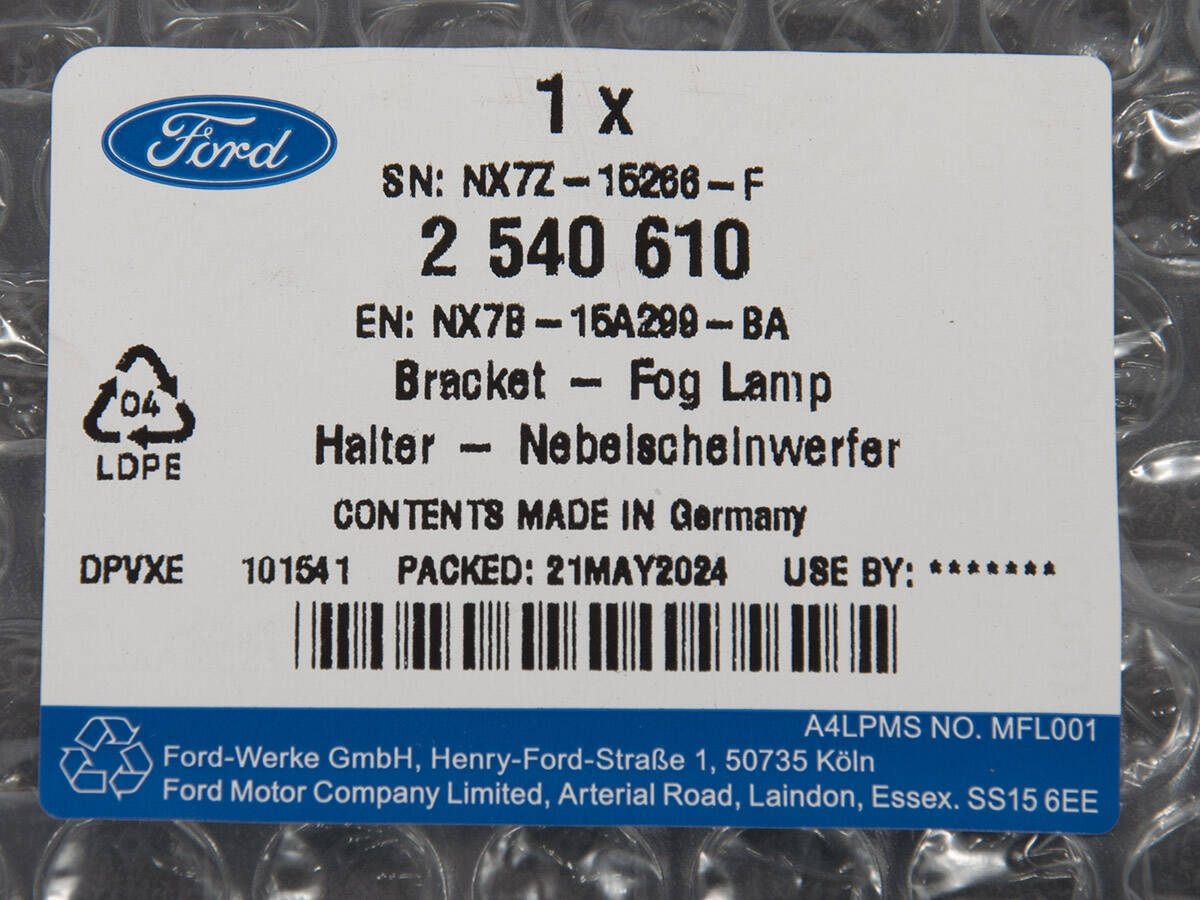 Ford
1 x
SN: NX7Z-15266-F
2 540 610
EN: NX7B-15A299-BA
Bracket - Fog Lamp
Halter - Nebelscheinwerfer
04
LDPE
CONTENTS MADE IN Germany
DPVXE 101541 PACKED: 21MAY2024 USE BY: *******
A4LPMS NO. MFL001
Ford-Werke GmbH, Henry-Ford-Straße 1, 50735 Köln
Ford Motor Company Limited, Arterial Road, Laindon, Essex. SS15 6EE